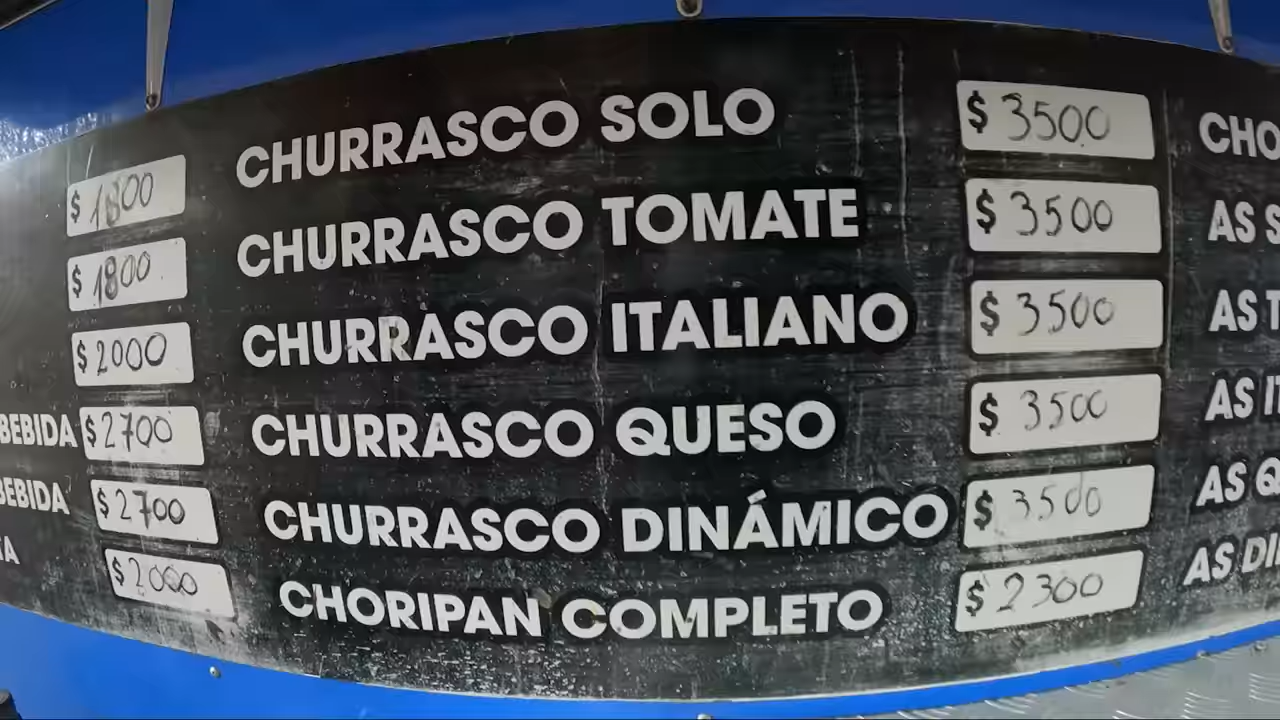 $ 1800
$ 1800
$ 2000
BEBIDA $ 2700
BEBIDA $ 2700
$ 2000
CHURRASCO SOLO $ 3500
CHURRASCO TOMATE $ 3500
CHURRASCO ITALIANO $ 3500
CHURRASCO QUESO $ 3500
CHURRASCO DINÁMICO $ 3500
CHORIPAN COMPLETO $ 2300
CHO
AS S
AS T
AS I
AS Q
AS DI